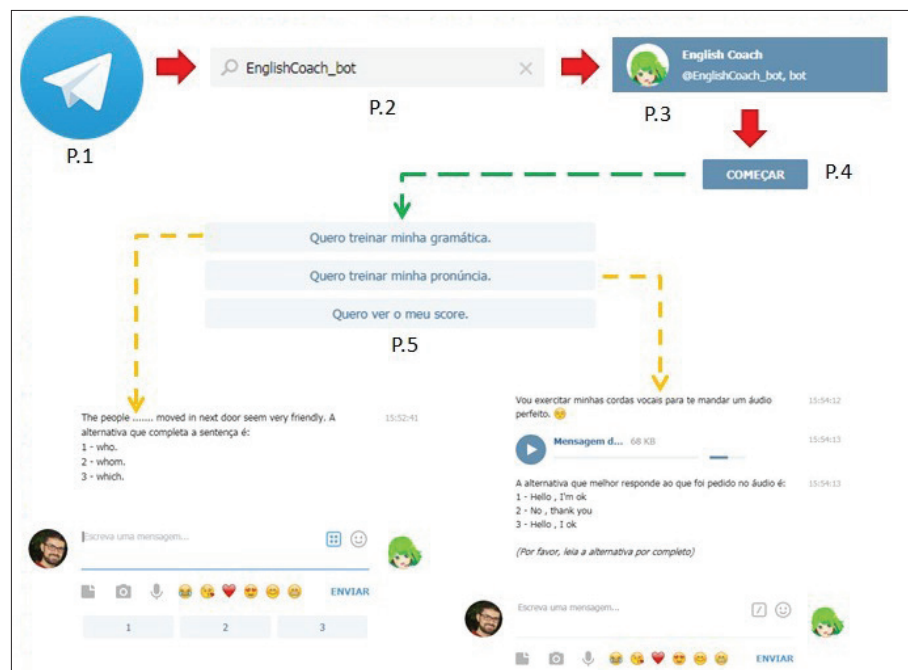 EnglishCoach_bot
English Coach
@EnglishCoach_bot, bot
P.1
P.2
P.3
COMEÇAR
P.4
Quero treinar minha gramática.
Quero treinar minha pronúncia.
Quero ver o meu score.
P.5
The people ....... moved in next door seem very friendly. A
15:52:41
alternativa que completa a sentença é:
1 - who.
2 - whom.
3 - which.
Escreva uma mensagem...
ENVIAR
1
2
3
Vou exercitar minhas cordas vocais para te mandar um áudio
15:54:12
perfeito.
Mensagem d... 68 KB
15:54:13
A alternativa que melhor responde ao que foi pedido no áudio é:
15:54:13
1 - Hello , I'm ok
2 - No , thank you
3 - Hello , I ok
(Por favor, leia a alternativa por completo)
Escreva uma mensagem...
ENVIAR